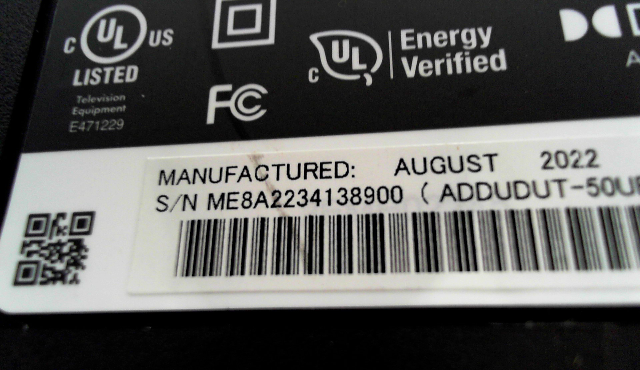 C UL US
LISTED
Television
Equipment
E471229
FC
C UL
Energy
Verified
MANUFACTURED: AUGUST 2022
S/N ME8A2234138900 ( ADDUDUT-50U